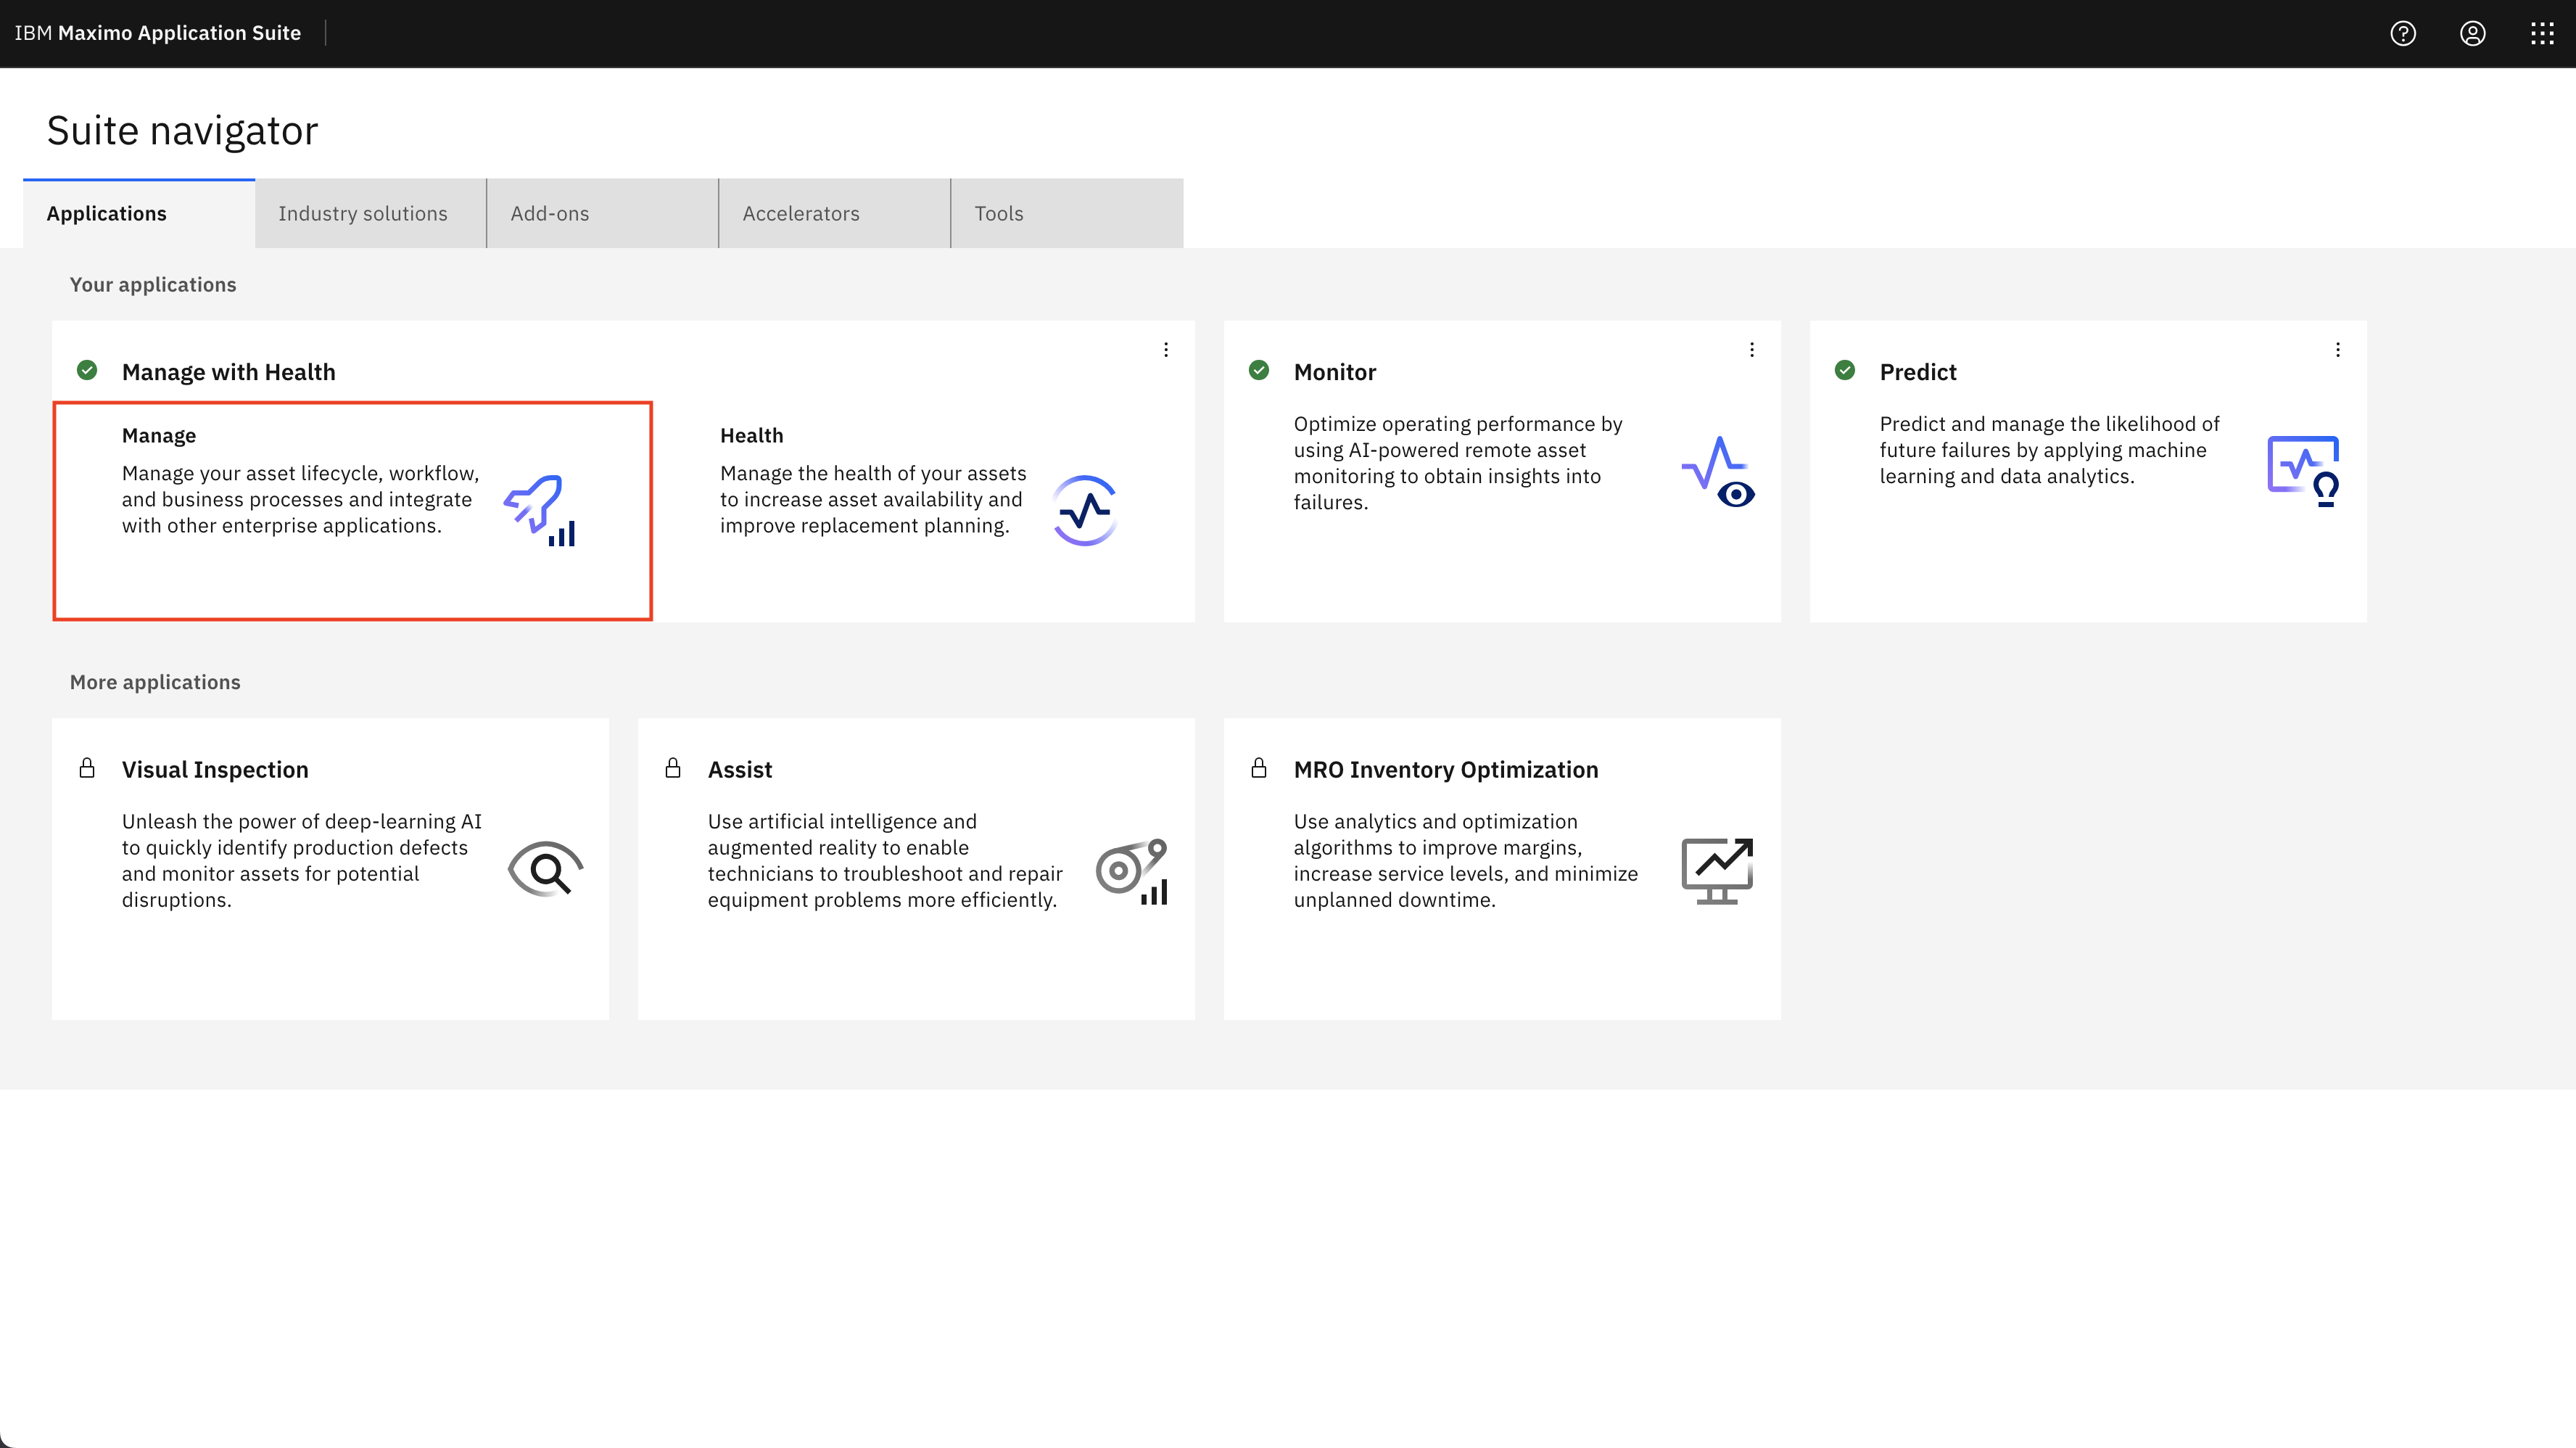 IBM Maximo Application Suite
Suite navigator
Applications
Industry solutions
Add-ons
Accelerators
Tools
Your applications
Manage with Health
Manage
Manage your asset lifecycle, workflow,
and business processes and integrate
with other enterprise applications.
Health
Manage the health of your assets
to increase asset availability and
improve replacement planning.
Monitor
Optimize operating performance by
using AI-powered remote asset
monitoring to obtain insights into
failures.
Predict
Predict and manage the likelihood of
future failures by applying machine
learning and data analytics.
More applications
Visual Inspection
Unleash the power of deep-learning AI
to quickly identify production defects
and monitor assets for potential
disruptions.
Assist
Use artificial intelligence and
augmented reality to enable
technicians to troubleshoot and repair
equipment problems more efficiently.
MRO Inventory Optimization
Use analytics and optimization
algorithms to improve margins,
increase service levels, and minimize
unplanned downtime.